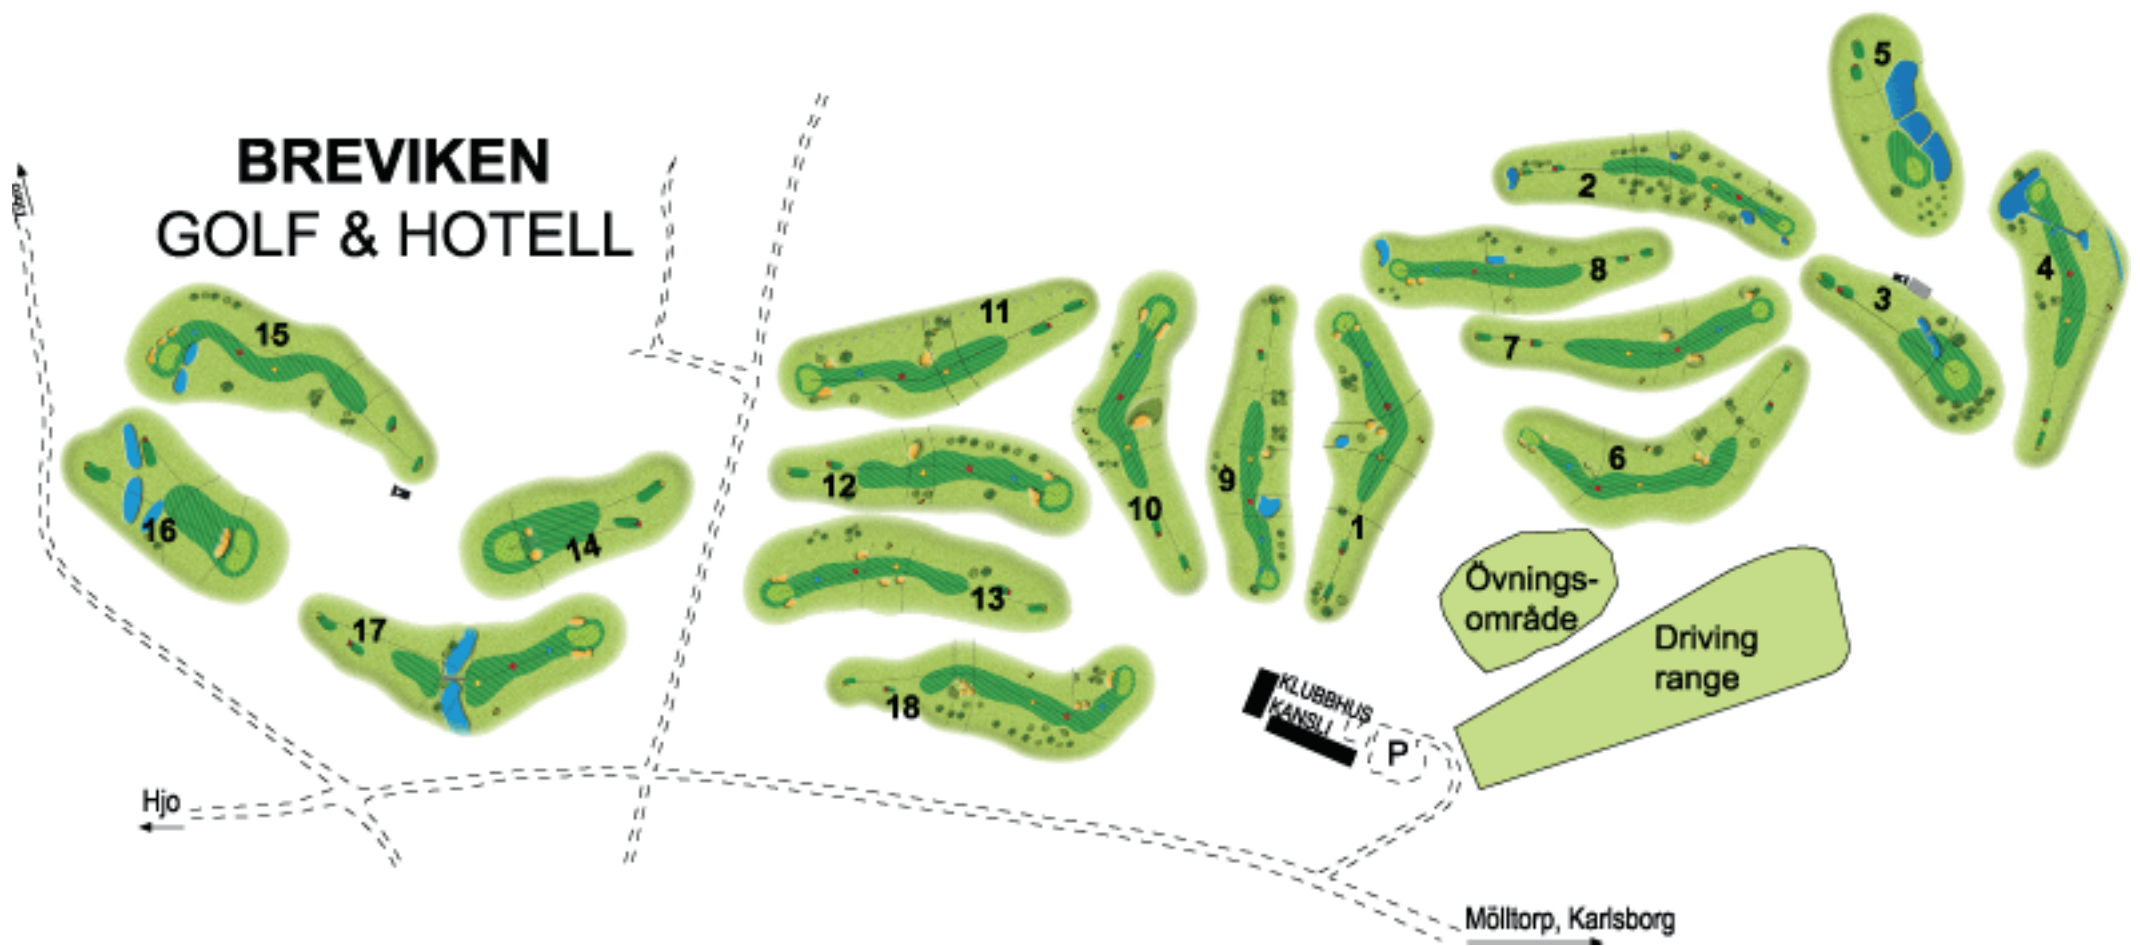 BREVIKEN
GOLF & HOTELL
Tibro
5
2
4
8
3
7
11
15
6
12
9
10
1
16
14
13
17
18
Övnings-
område
Driving
range
KLUBBHUS
KANSLI
P
Hjo
Mölltorp, Karlsborg